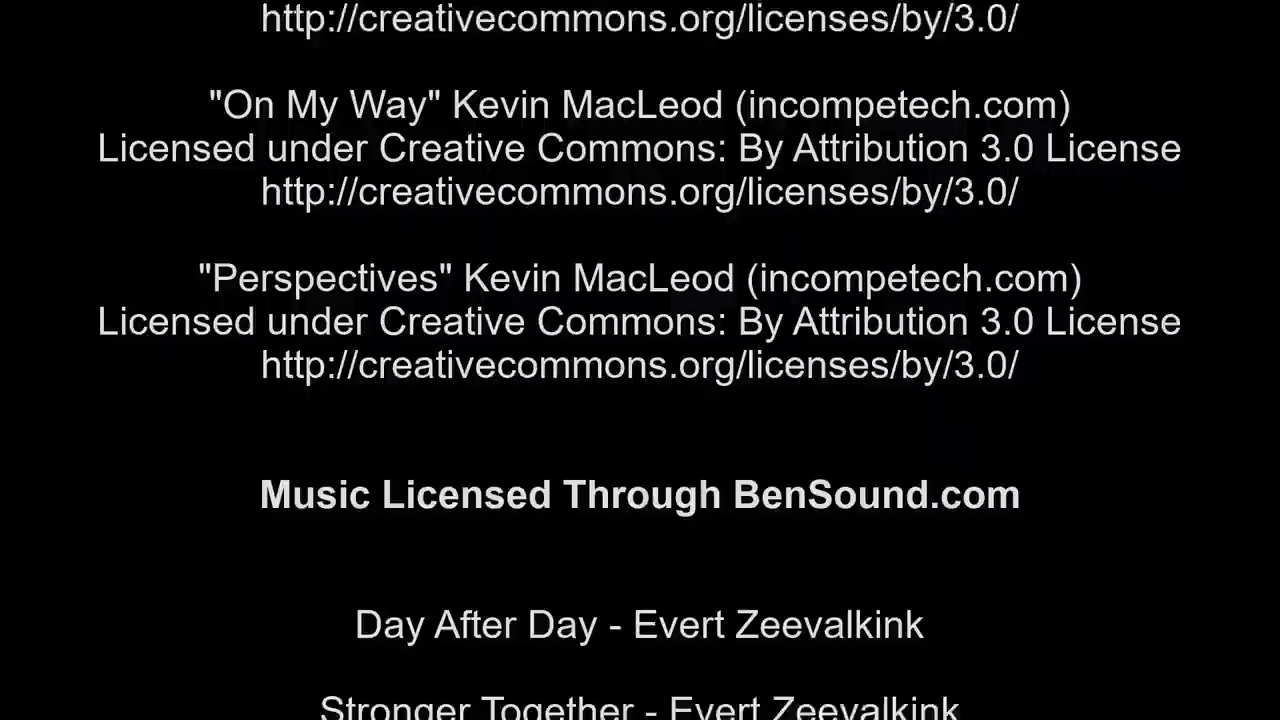 http://creativecommons.org/licenses/by/3.0/
"On My Way" Kevin MacLeod (incompetech.com)
Licensed under Creative Commons: By Attribution 3.0 License
http://creativecommons.org/licenses/by/3.0/
"Perspectives" Kevin MacLeod (incompetech.com)
Licensed under Creative Commons: By Attribution 3.0 License
http://creativecommons.org/licenses/by/3.0/
Music Licensed Through BenSound.com
Day After Day - Evert Zeevalkink
Stronger Together - Evert Zeevalkink